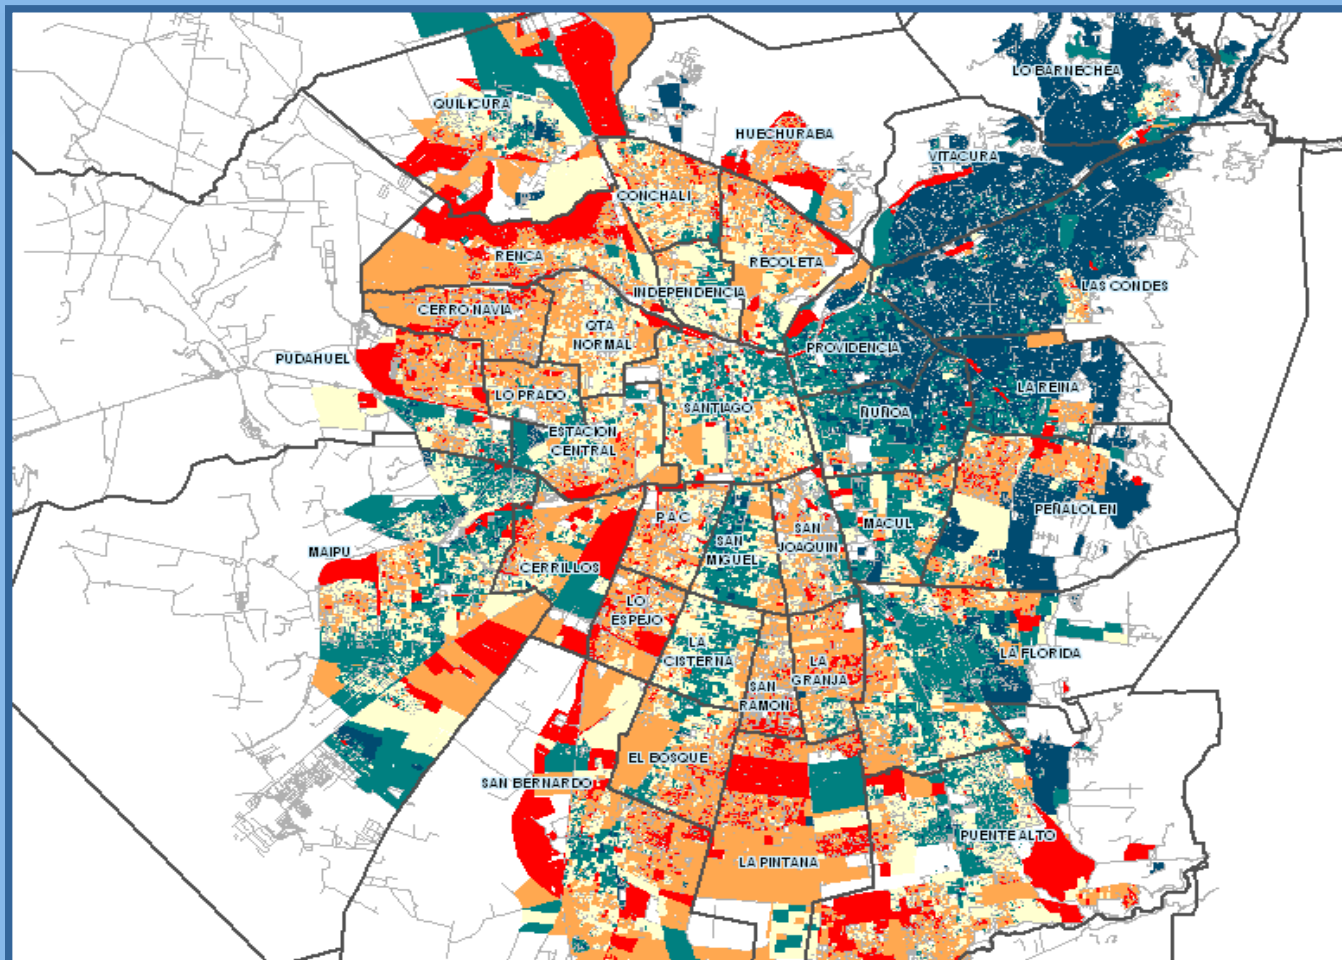 LO BARNECHEA
QUILICURA
HUECHURABA
VITACURA
CONCHALI
RENCA
RECOLETA
LAS CONDES
INDEPENDENCIA
CERRO NAVIA
QTA
NORMAL
PROVIDENCIA
PUDAHUEL
LA REINA
LO PRADO
SANTIAGO
ÑUÑOA
ESTACION
CENTRAL
PEÑALOLEN
P A C
MACUL
SAN
JOAQUIN
SAN
MIGUEL
MAIPU
CERRILLOS
LO
ESPEJO
LA
CISTERNA
LA FLORIDA
LA
GRANJA
SAN
RAMON
EL BOSQUE
SAN BERNARDO
PUENTE ALTO
LA PINTANA